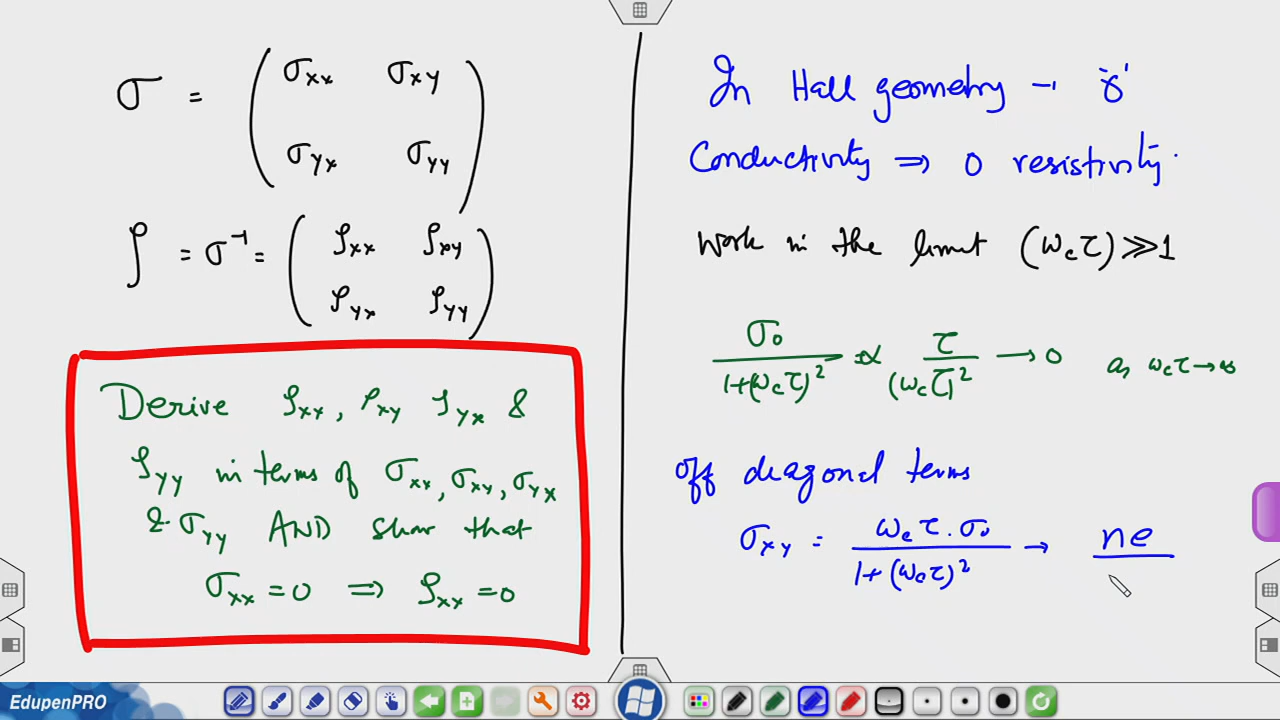 σ = ( σxx σxy
σyx σyy )
ρ = σ⁻¹ = ( ρxx ρxy
ρyx ρyy )
Derive ρxx, ρxy ρyx &
ρyy in terms of σxx, σxy, σyx
& σyy AND show that
σxx = 0 ⇒ ρxx = 0
In Hall geometry →
Conductivity ⇒ 0 resistivity.
Work in the limit (ωcτ) ≫ 1
σ₀ / 1+(ωcτ)² ∝ τ / (ωcτ)² → 0 as ωcτ → ∞
off diagonal terms
σxy = ωcτ.σ₀ / 1+(ωcτ)² → ne
EdupenPRO